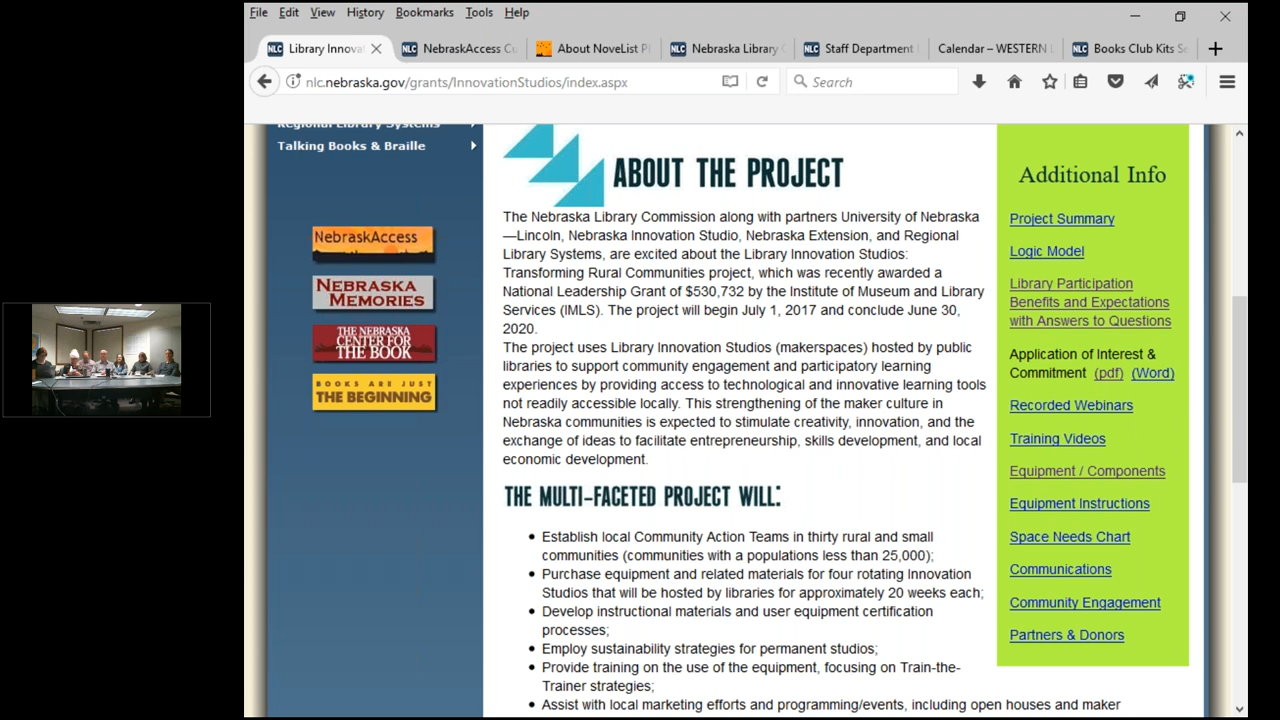 File Edit View History Bookmarks Tools Help
NLC Library Innova
NLC NebraskAccess Cu
About NoveList Pl
NLC Nebraska Library C
NLC Staff Department
Calendar – WESTERN
NLC Books Club Kits Se
nlc.nebraska.gov/grants/InnovationStudios/index.aspx
Search
Regional Library Systems
Talking Books & Braille
NebraskAccess
NEBRASKA
MEMORIES
THE NEBRASKA
CENTER FOR
THE BOOK
BOOKS ARE JUST
THE BEGINNING
ABOUT THE PROJECT
The Nebraska Library Commission along with partners University of Nebraska
—Lincoln, Nebraska Innovation Studio, Nebraska Extension, and Regional
Library Systems, are excited about the Library Innovation Studios:
Transforming Rural Communities project, which was recently awarded a
National Leadership Grant of $530,732 by the Institute of Museum and Library
Services (IMLS). The project will begin July 1, 2017 and conclude June 30,
2020.
The project uses Library Innovation Studios (makerspaces) hosted by public
libraries to support community engagement and participatory learning
experiences by providing access to technological and innovative learning tools
not readily accessible locally. This strengthening of the maker culture in
Nebraska communities is expected to stimulate creativity, innovation, and the
exchange of ideas to facilitate entrepreneurship, skills development, and local
economic development.
THE MULTI-FACETED PROJECT WILL:
• Establish local Community Action Teams in thirty rural and small
communities (communities with a populations less than 25,000);
• Purchase equipment and related materials for four rotating Innovation
Studios that will be hosted by libraries for approximately 20 weeks each;
• Develop instructional materials and user equipment certification
processes;
• Employ sustainability strategies for permanent studios;
• Provide training on the use of the equipment, focusing on Train-the-
Trainer strategies;
• Assist with local marketing efforts and programming/events, including open houses and maker
Additional Info
Project Summary
Logic Model
Library Participation
Benefits and Expectations
with Answers to Questions
Application of Interest &
Commitment (pdf) (Word)
Recorded Webinars
Training Videos
Equipment / Components
Equipment Instructions
Space Needs Chart
Communications
Community Engagement
Partners & Donors